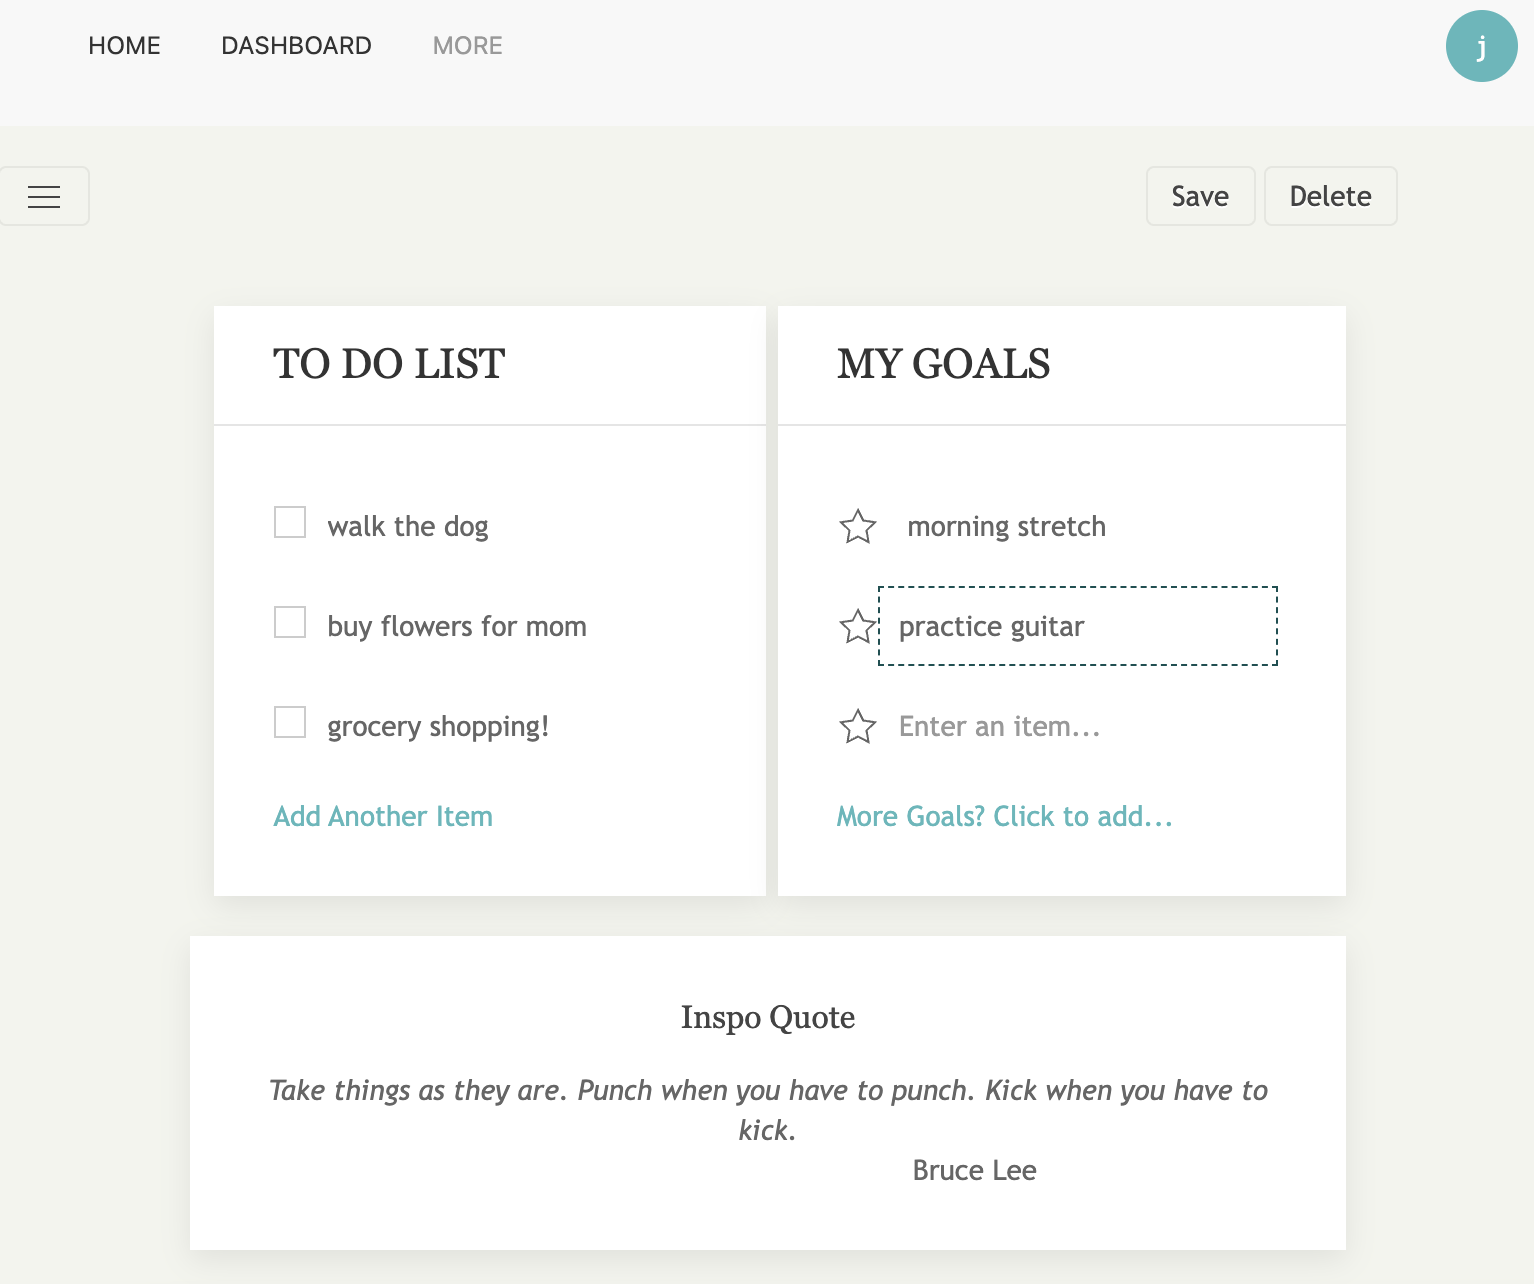 HOME DASHBOARD MORE
j
Save Delete
TO DO LIST
walk the dog
buy flowers for mom
grocery shopping!
Add Another Item
MY GOALS
morning stretch
practice guitar
Enter an item...
More Goals? Click to add...
Inspo Quote
Take things as they are. Punch when you have to punch. Kick when you have to
kick.
Bruce Lee